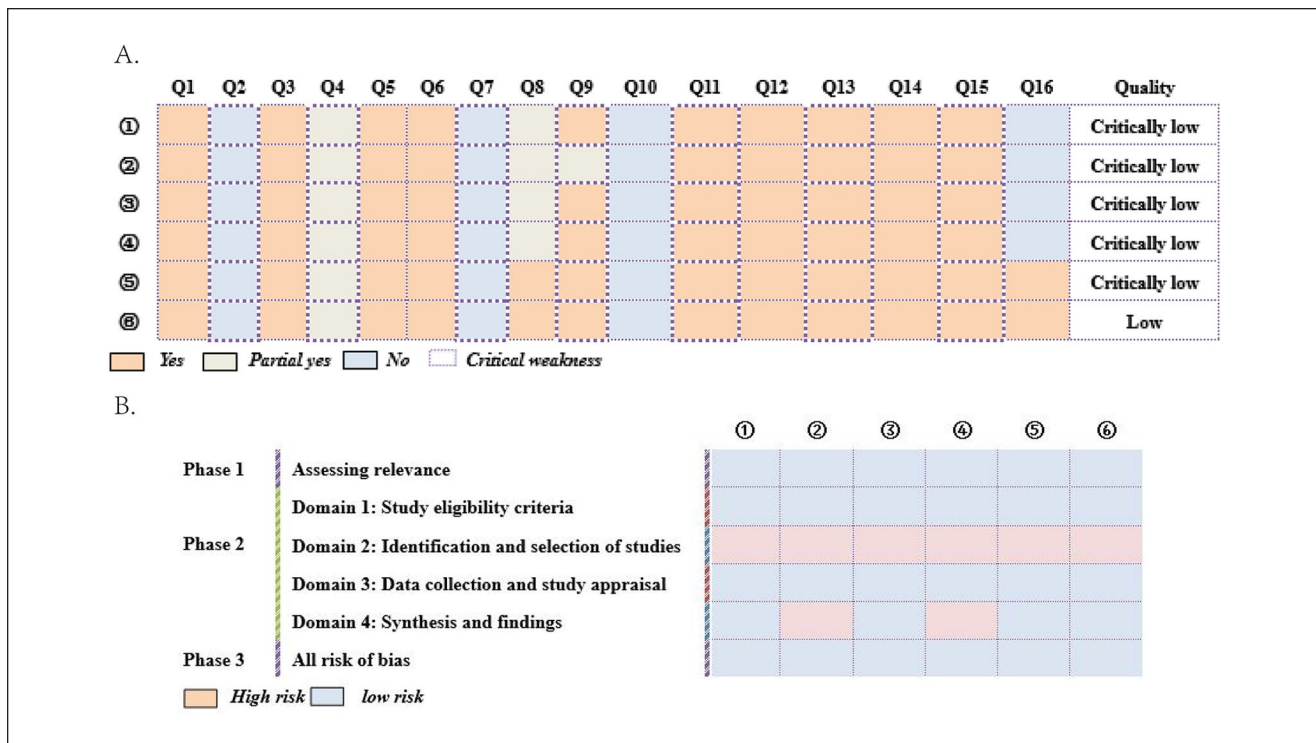 A.
Q1 Q2 Q3 Q4 Q5 Q6 Q7 Q8 Q9 Q10 Q11 Q12 Q13 Q14 Q15 Q16 Quality
① Critically low
② Critically low
③ Critically low
④ Critically low
⑤ Critically low
⑥ Low
Yes Partial yes No Critical weakness
B.
① ② ③ ④ ⑤ ⑥
Phase 1 Assessing relevance
Domain 1: Study eligibility criteria
Phase 2 Domain 2: Identification and selection of studies
Domain 3: Data collection and study appraisal
Domain 4: Synthesis and findings
Phase 3 All risk of bias
High risk low risk